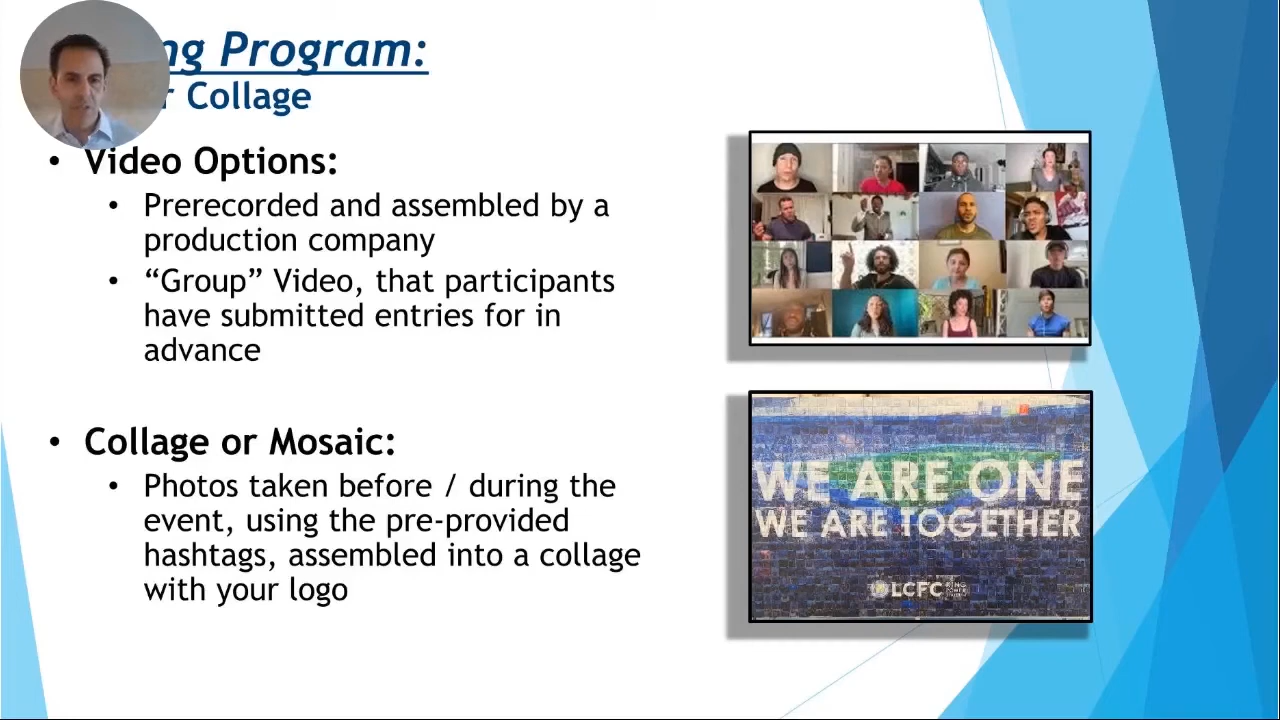 ng Program:
r Collage
• Video Options:
• Prerecorded and assembled by a
production company
• “Group” Video, that participants
have submitted entries for in
advance
• Collage or Mosaic:
• Photos taken before / during the
event, using the pre-provided
hashtags, assembled into a collage
with your logo
WE ARE ONE
WE ARE TOGETHER
LCFC KING
POWER